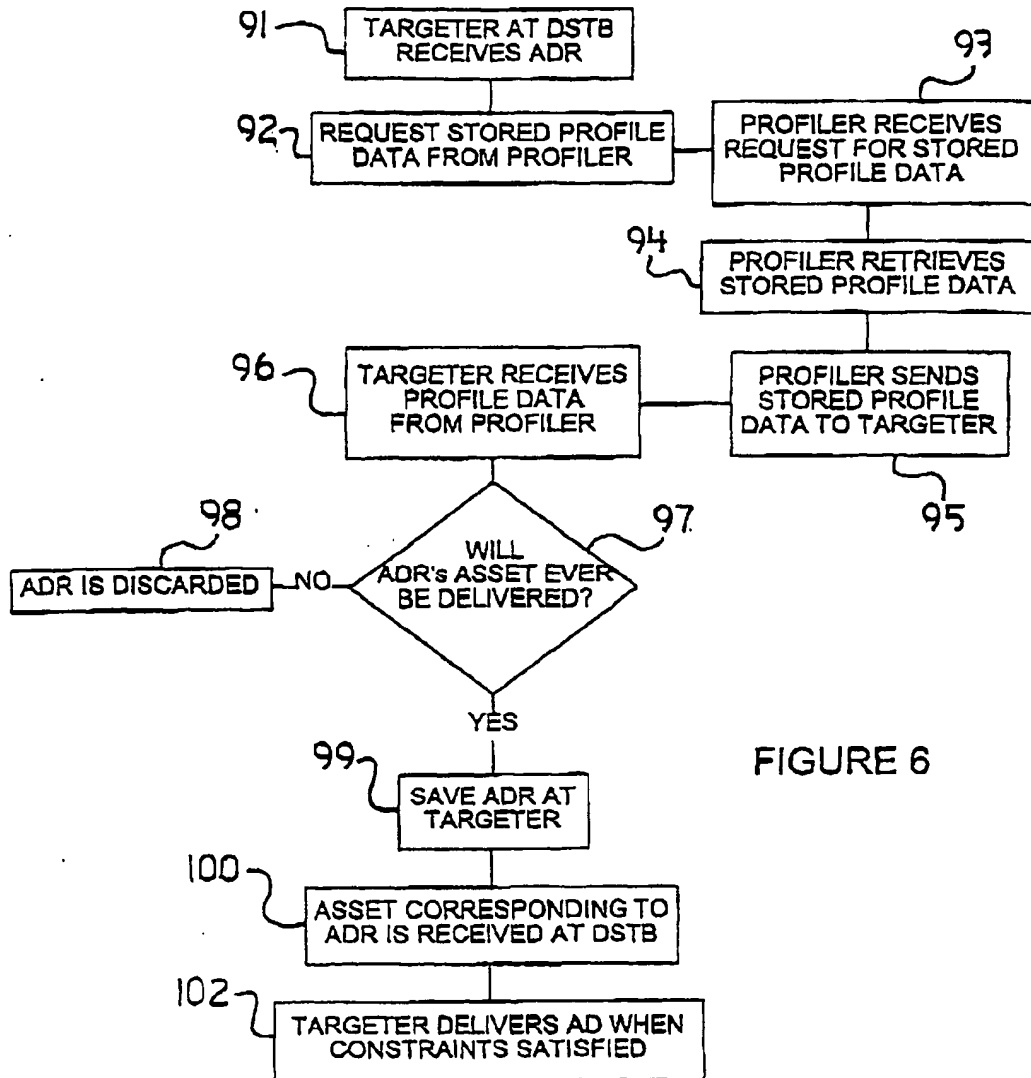 91
TARGETER AT DSTB
RECEIVES ADR
92
REQUEST STORED PROFILE
DATA FROM PROFILER
93
PROFILER RECEIVES
REQUEST FOR STORED
PROFILE DATA
94
PROFILER RETRIEVES
STORED PROFILE DATA
95
PROFILER SENDS
STORED PROFILE
DATA TO TARGETER
96
TARGETER RECEIVES
PROFILE DATA
FROM PROFILER
97
WILL
ADR's ASSET EVER
BE DELIVERED?
NO
98
ADR IS DISCARDED
YES
99
SAVE ADR AT
TARGETER
100
ASSET CORRESPONDING TO
ADR IS RECEIVED AT DSTB
102
TARGETER DELIVERS AD WHEN
CONSTRAINTS SATISFIED
FIGURE 6